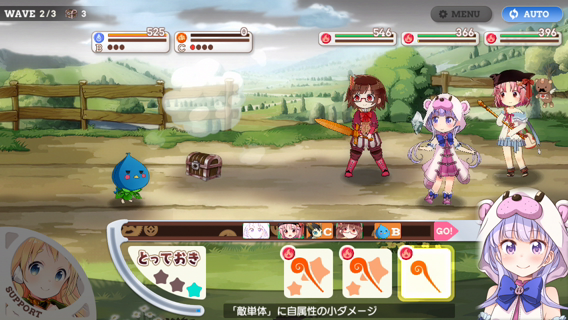 WAVE 2/3 3
MENU
AUTO
B 525
C 0
546
366
396
C B GO!
とっておき
SUPPORT
「敵単体」に自属性の小ダメージ